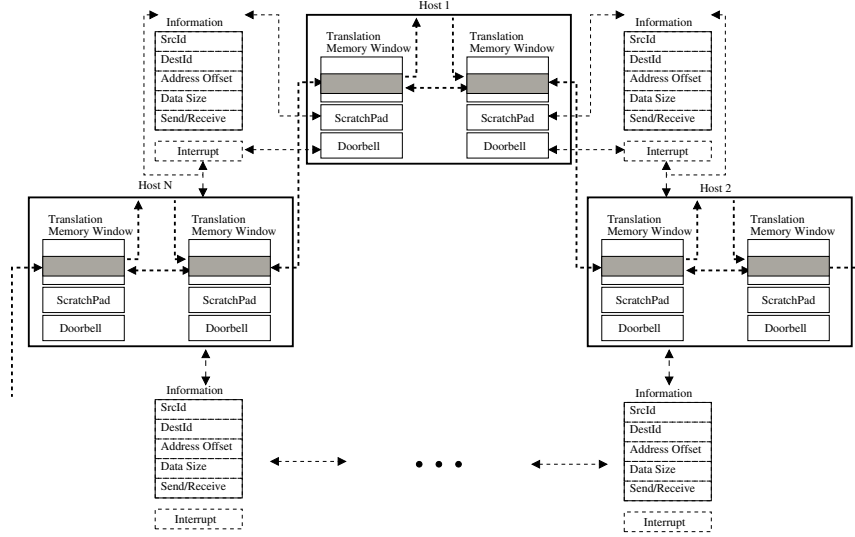 Host 1
Information
SrcId
DestId
Address Offset
Data Size
Send/Receive
Interrupt
Translation
Memory Window
ScratchPad
Doorbell
Translation
Memory Window
ScratchPad
Doorbell
Information
SrcId
DestId
Address Offset
Data Size
Send/Receive
Interrupt
Host N
Translation
Memory Window
ScratchPad
Doorbell
Translation
Memory Window
ScratchPad
Doorbell
Host 2
Translation
Memory Window
ScratchPad
Doorbell
Translation
Memory Window
ScratchPad
Doorbell
Information
SrcId
DestId
Address Offset
Data Size
Send/Receive
Interrupt
• • •
Information
SrcId
DestId
Address Offset
Data Size
Send/Receive
Interrupt